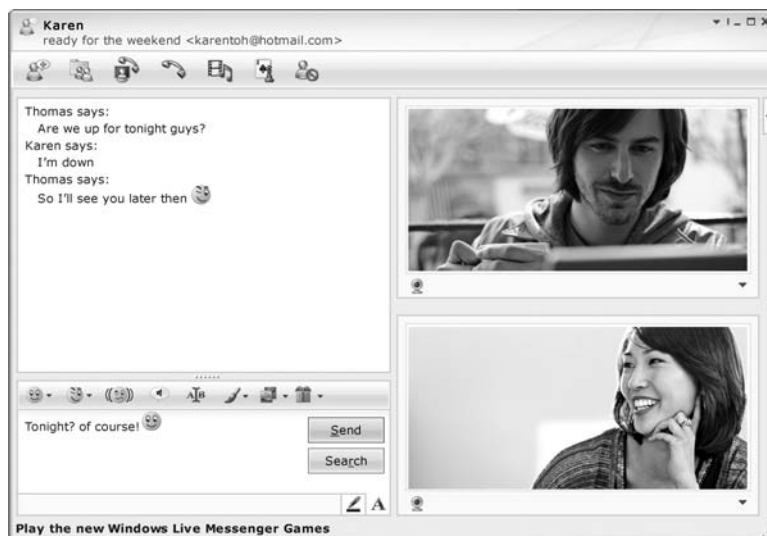 Karen
ready for the weekend <karentoh@hotmail.com>
Thomas says:
Are we up for tonight guys?
Karen says:
I'm down
Thomas says:
So I'll see you later then
Tonight? of course!
Send
Search
A
Play the new Windows Live Messenger Games